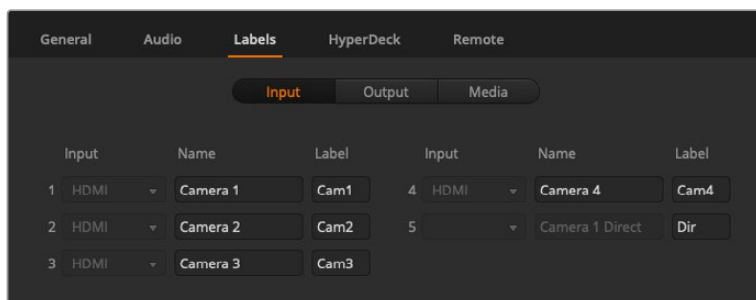 General Audio Labels HyperDeck Remote
Input Output Media
Input Name Label Input Name Label
1 HDMI Camera 1 Cam1 4 HDMI Camera 4 Cam4
2 HDMI Camera 2 Cam2 5 Camera 1 Direct Dir
3 HDMI Camera 3 Cam3